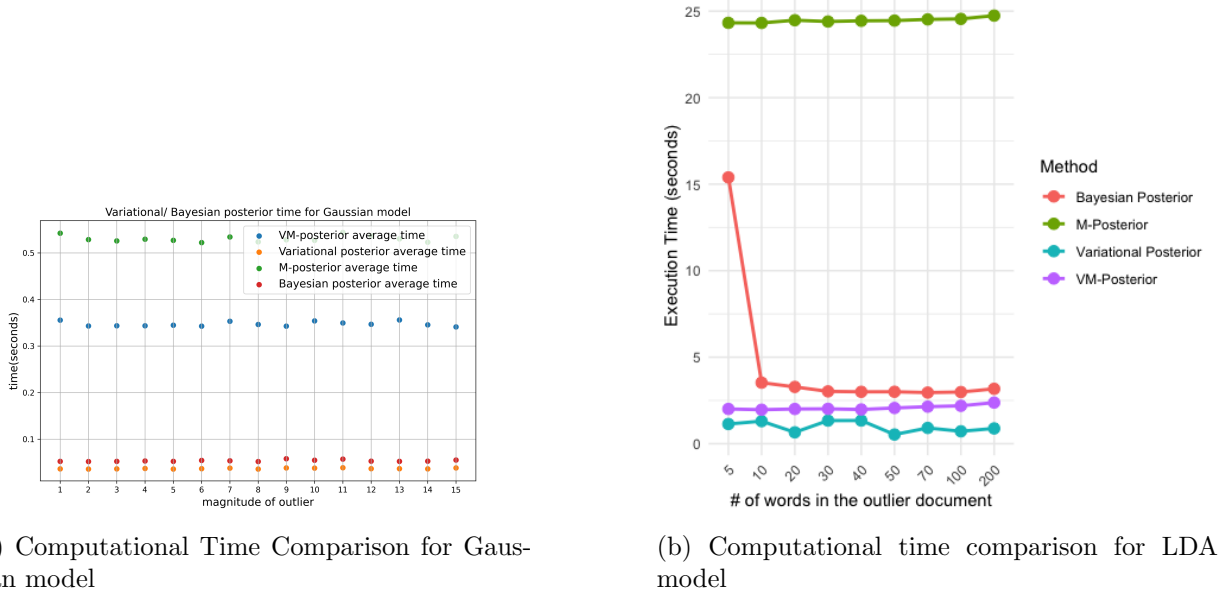 Variational/ Bayesian posterior time for Gaussian model
VM-posterior average time
Variational posterior average time
M-posterior average time
Bayesian posterior average time
time(seconds)
0.5
0.4
0.3
0.2
0.1
1 2 3 4 5 6 7 8 9 10 11 12 13 14 15
magnitude of outlier
) Computational Time Comparison for Gaus-
n model
Execution Time (seconds)
25
20
15
10
5
0
5 10 20 30 40 50 70 100 200
# of words in the outlier document
Method
Bayesian Posterior
M-Posterior
Variational Posterior
VM-Posterior
(b) Computational time comparison for LDA
model